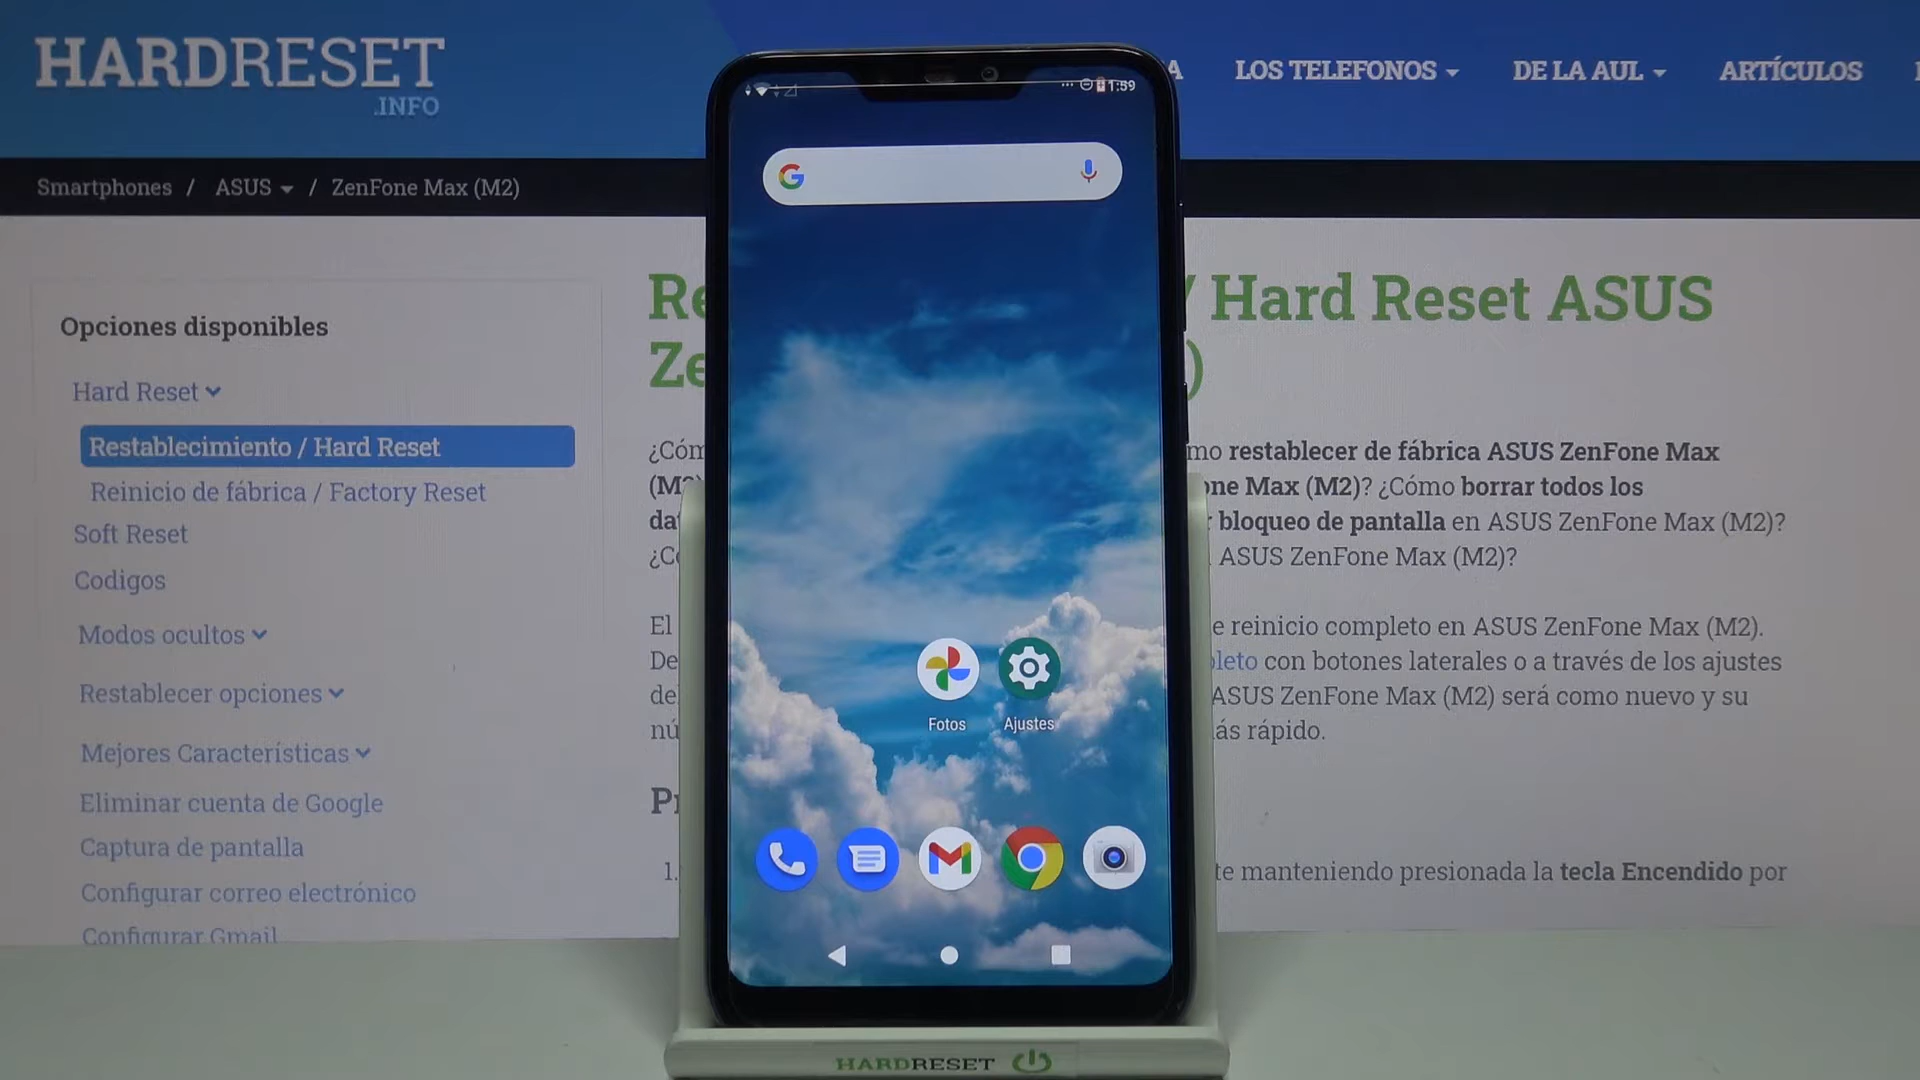 HARDRESET
.INFO
LOS TELEFONOS
DE LA AUL
ARTÍCULOS
Smartphones / ASUS / ZenFone Max (M2)
1:59
Opciones disponibles
Hard Reset
Restablecimiento / Hard Reset
Reinicio de fábrica / Factory Reset
Soft Reset
Codigos
Modos ocultos
Restablecer opciones
Mejores Características
Eliminar cuenta de Google
Captura de pantalla
Configurar correo electrónico
Configurar Gmail
/ Hard Reset ASUS
restablecer de fábrica ASUS ZenFone Max
(M2)? ¿Cómo borrar todos los
bloqueo de pantalla en ASUS ZenFone Max (M2)?
ASUS ZenFone Max (M2)?
El
reinicio completo en ASUS ZenFone Max (M2).
con botones laterales o a través de los ajustes
ASUS ZenFone Max (M2) será como nuevo y su
rápido.
1.
manteniendo presionada la tecla Encendido por
Fotos
Ajustes
HARDRESET